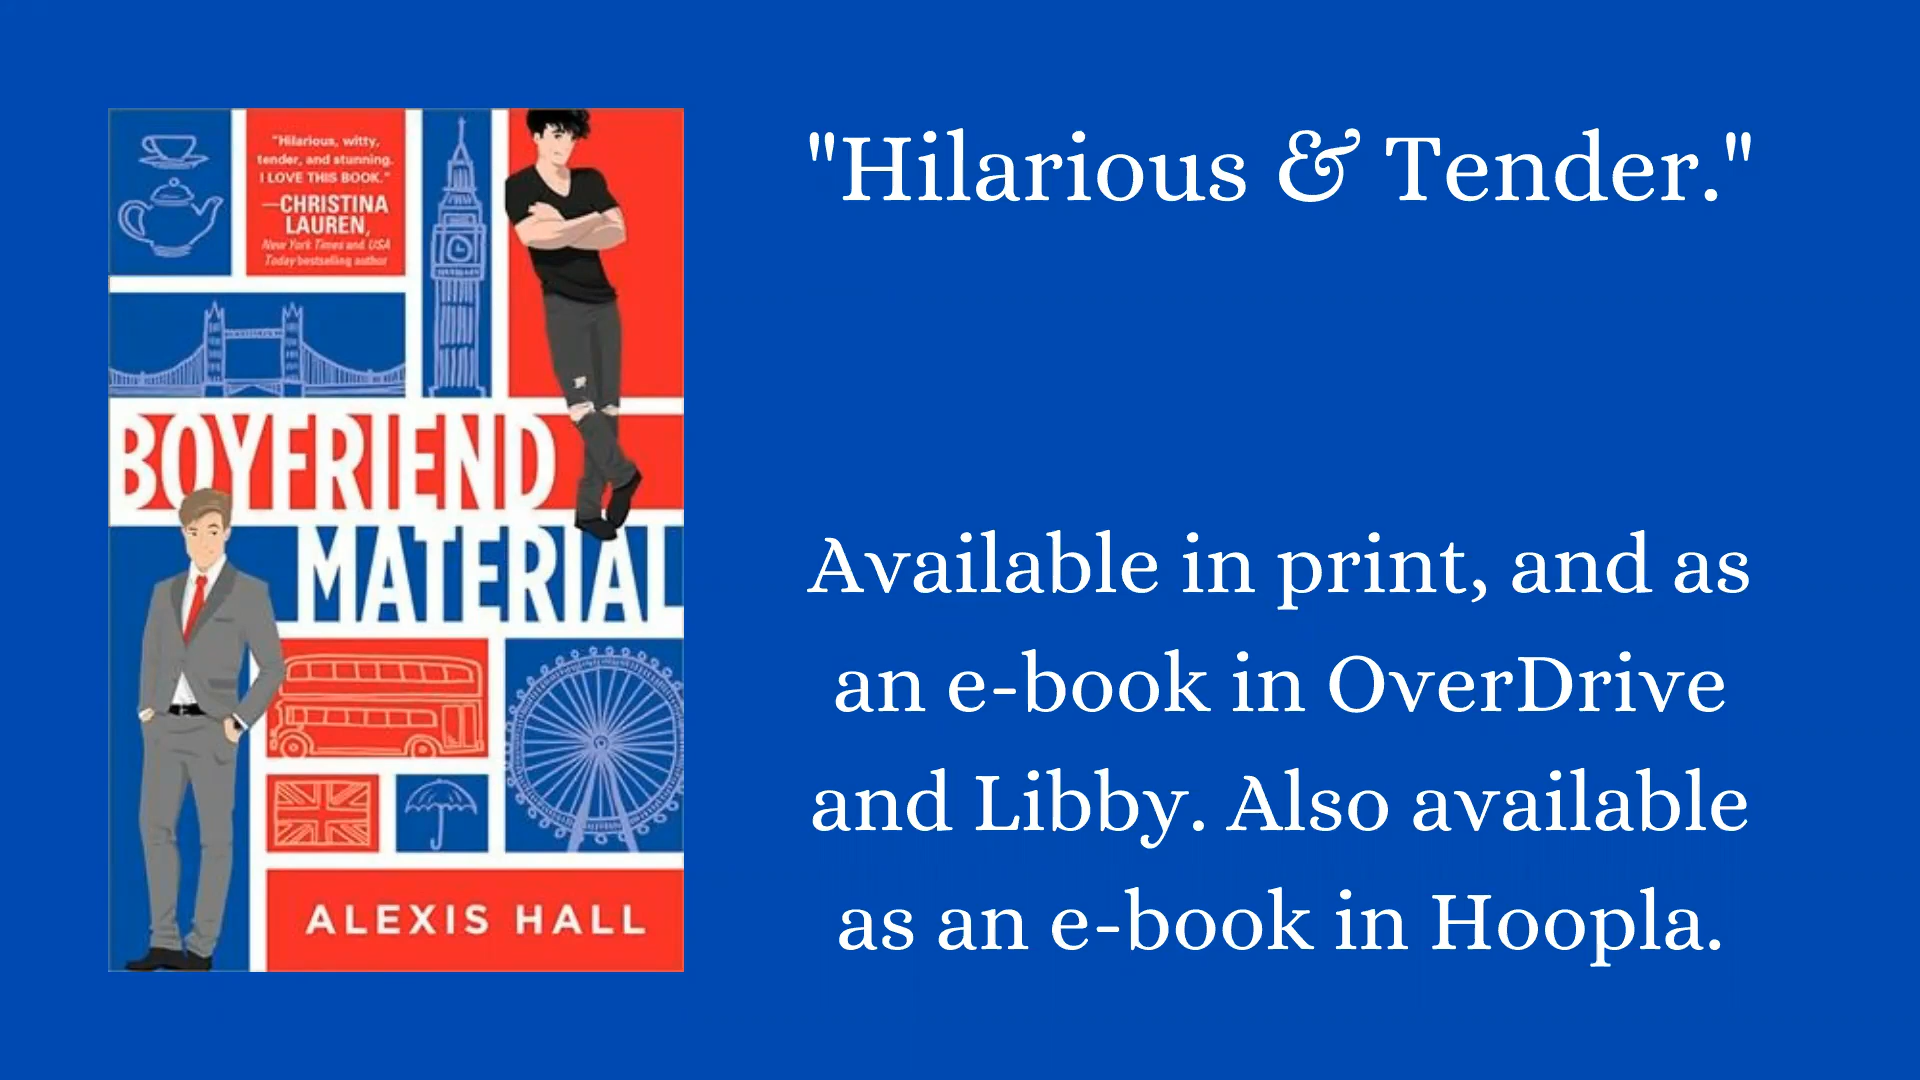 "Hilarious, witty,
tender, and stunning.
I LOVE THIS BOOK."
—CHRISTINA
LAUREN,
New York Times and USA
Today bestselling author
BOYFRIEND
MATERIAL
ALEXIS HALL
"Hilarious & Tender."
Available in print, and as
an e-book in OverDrive
and Libby. Also available
as an e-book in Hoopla.